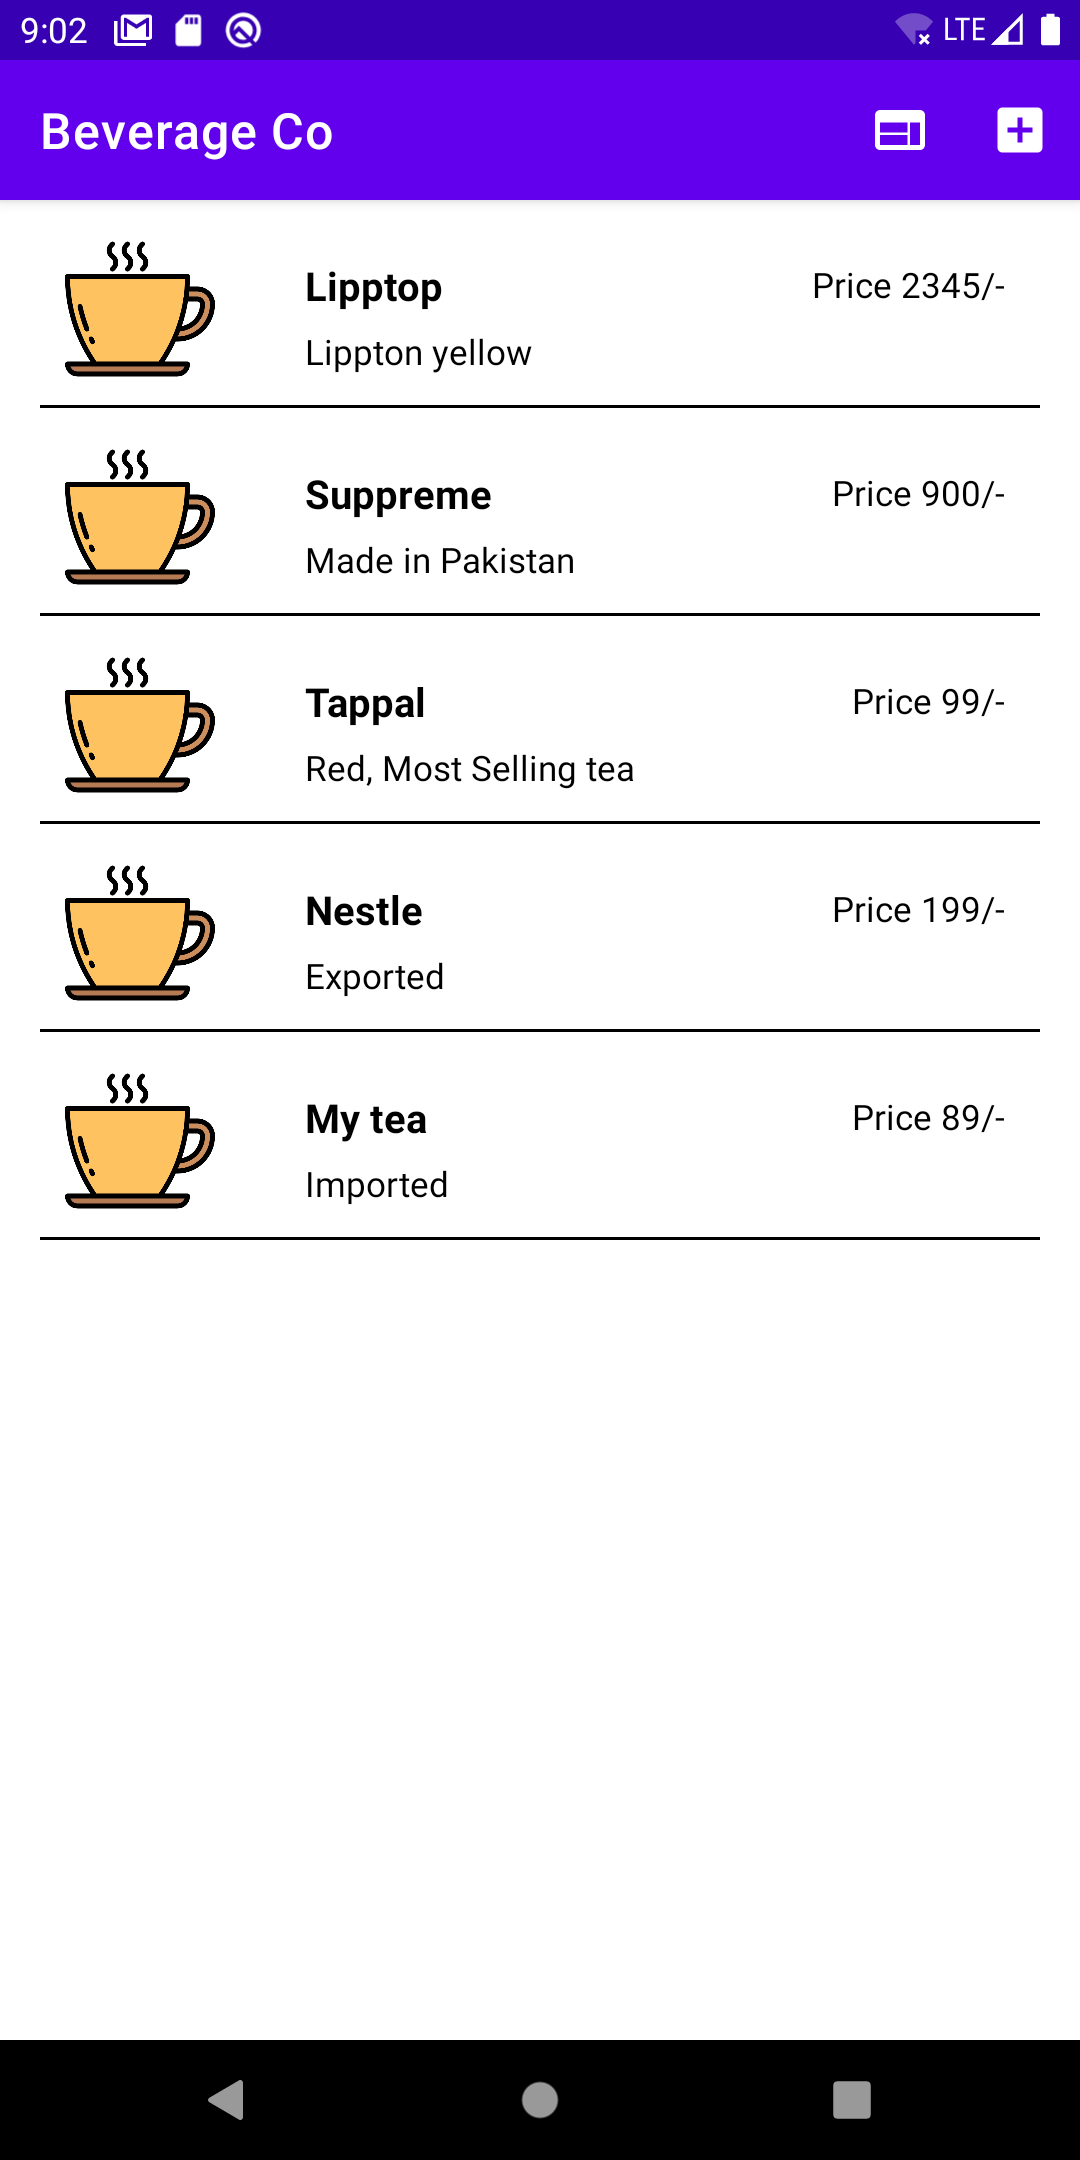 9:02 LTE
Beverage Co
Lipptop Price 2345/-
Lippton yellow
Suppreme Price 900/-
Made in Pakistan
Tappal Price 99/-
Red, Most Selling tea
Nestle Price 199/-
Exported
My tea Price 89/-
Imported